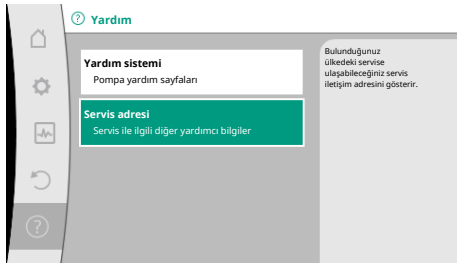 Yardım
Yardım sistemi
Pompa yardım sayfaları
Servis adresi
Servis ile ilgili diğer yardımcı bilgiler
Bulunduğunuz
ülkedeki servise
ulaşabileceğiniz servis
iletişim adresini gösterir.